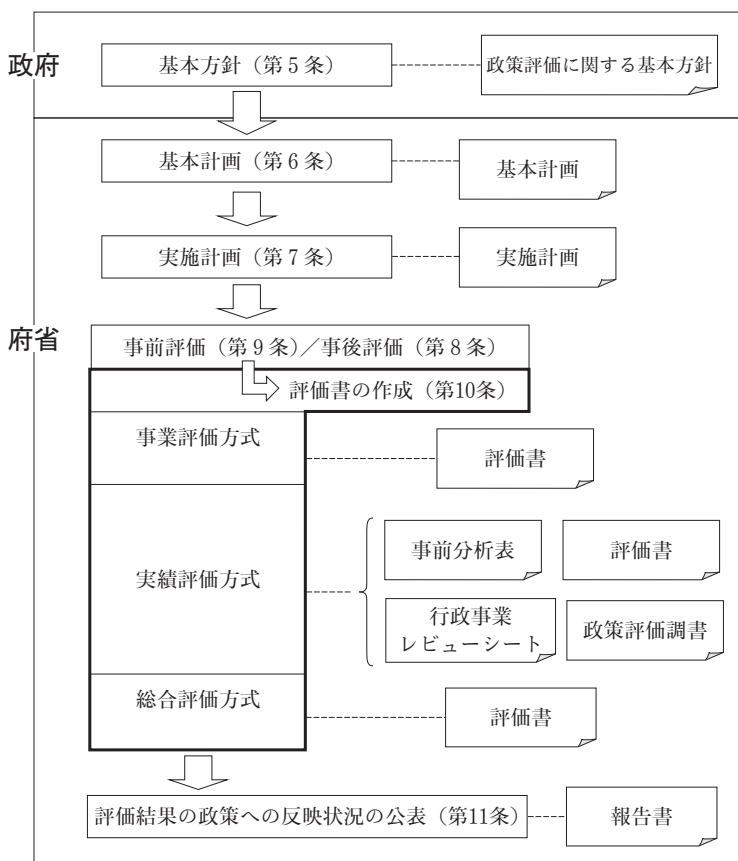 政府
基本方針（第5条）
政策評価に関する基本方針
基本計画（第6条）
基本計画
実施計画（第7条）
実施計画
府省
事前評価（第9条）／事後評価（第8条）
評価書の作成（第10条）
事業評価方式
評価書
実績評価方式
事前分析表
評価書
行政事業
レビューシート
政策評価調書
総合評価方式
評価書
評価結果の政策への反映状況の公表（第11条）
報告書